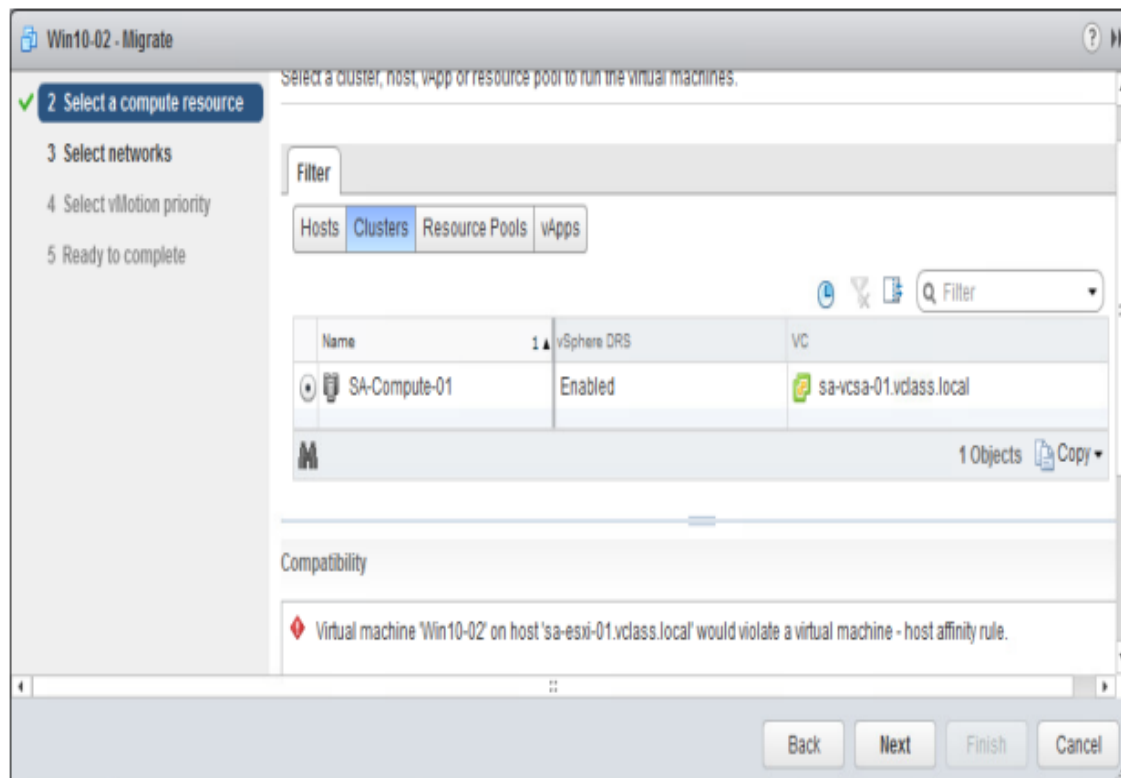 Win10-02 - Migrate
?
2 Select a compute resource
3 Select networks
4 Select vMotion priority
5 Ready to complete
Select a cluster, host, vApp or resource pool to run the virtual machines.
Filter
Hosts Clusters Resource Pools vApps
Filter
Name 1 vSphere DRS VC
SA-Compute-01 Enabled sa-vcsa-01.vclass.local
1 Objects Copy
Compatibility
Virtual machine 'Win10-02' on host 'sa-esxi-01.vclass.local' would violate a virtual machine - host affinity rule.
Back Next Finish Cancel